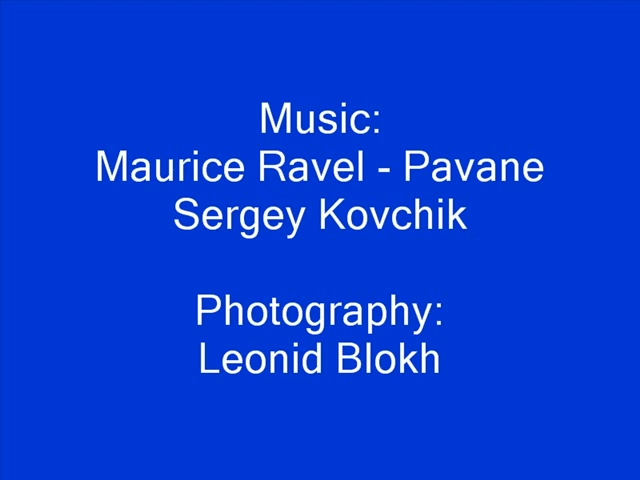 Music:
Maurice Ravel - Pavane
Sergey Kovchik
Photography:
Leonid Blokh